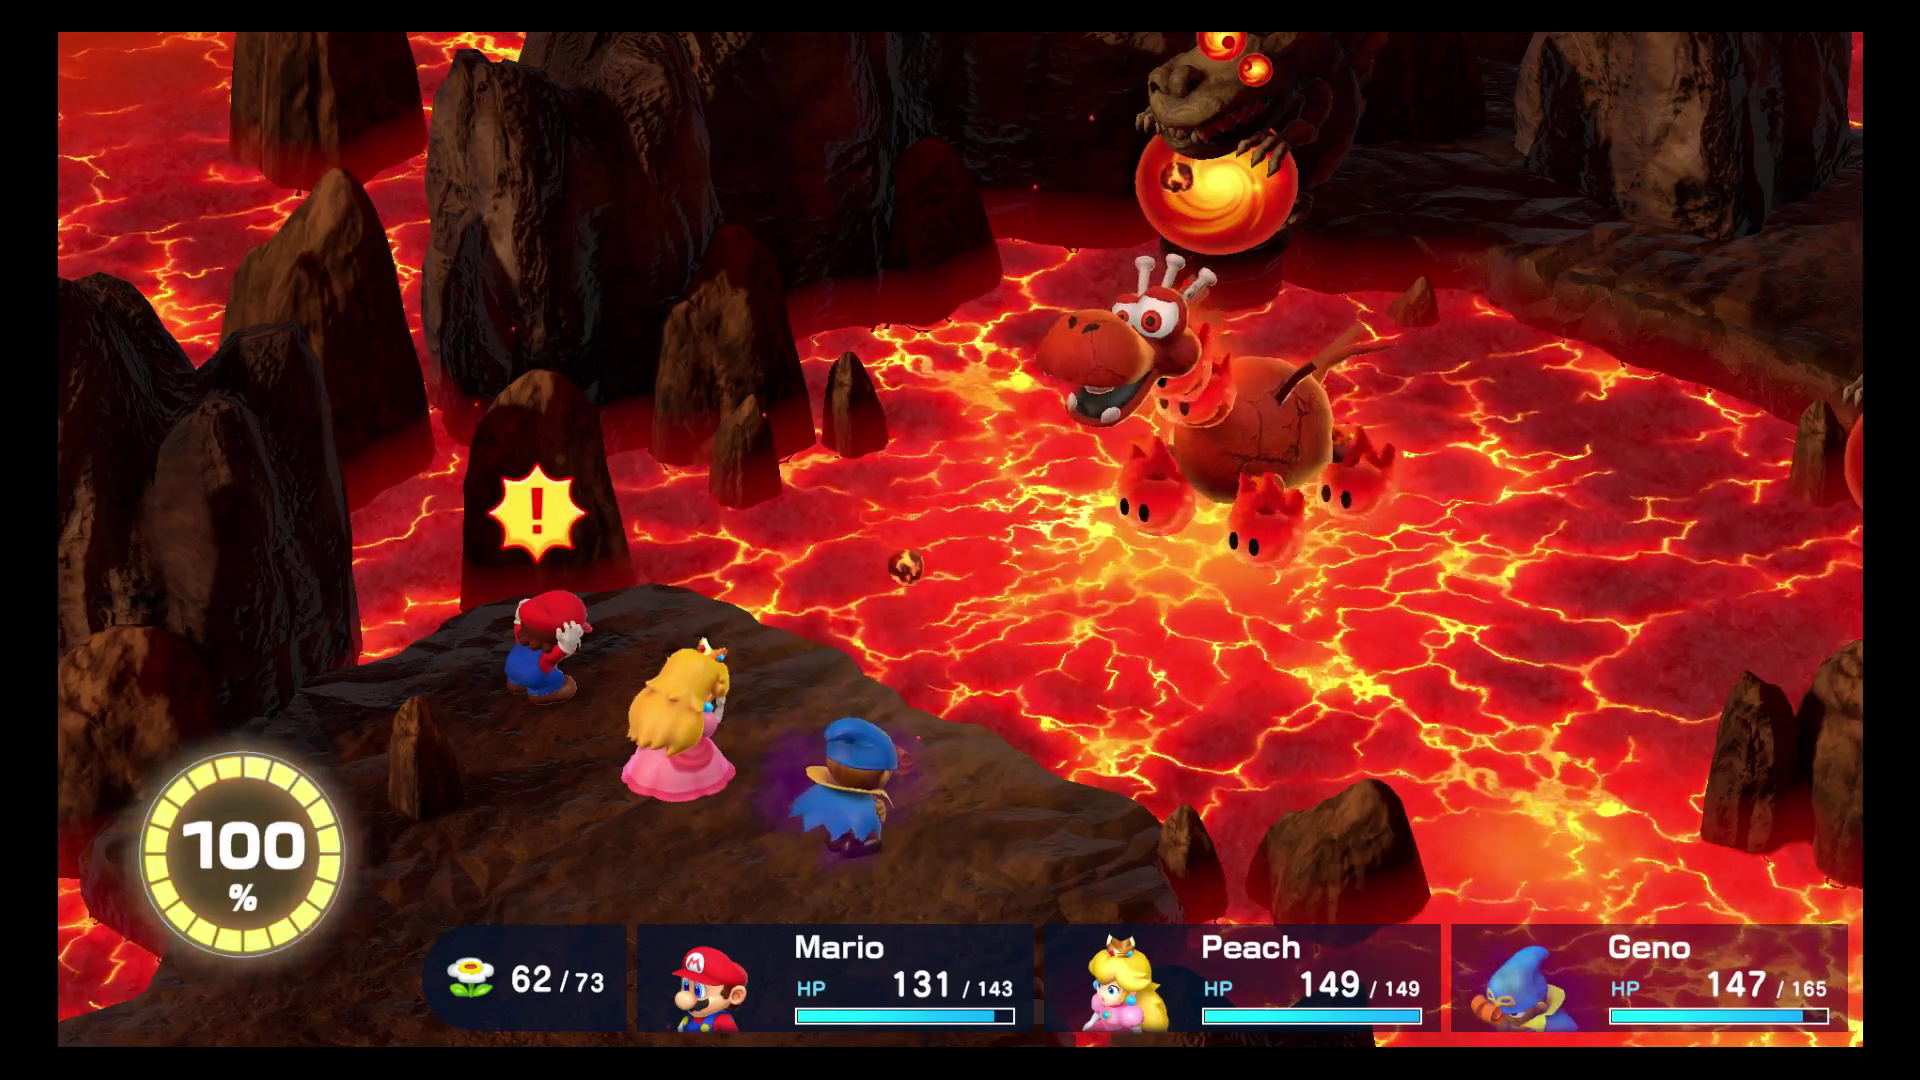 !
100
%
62/73
Mario
HP 131 / 143
Peach
HP 149 / 149
Geno
HP 147 / 165
M